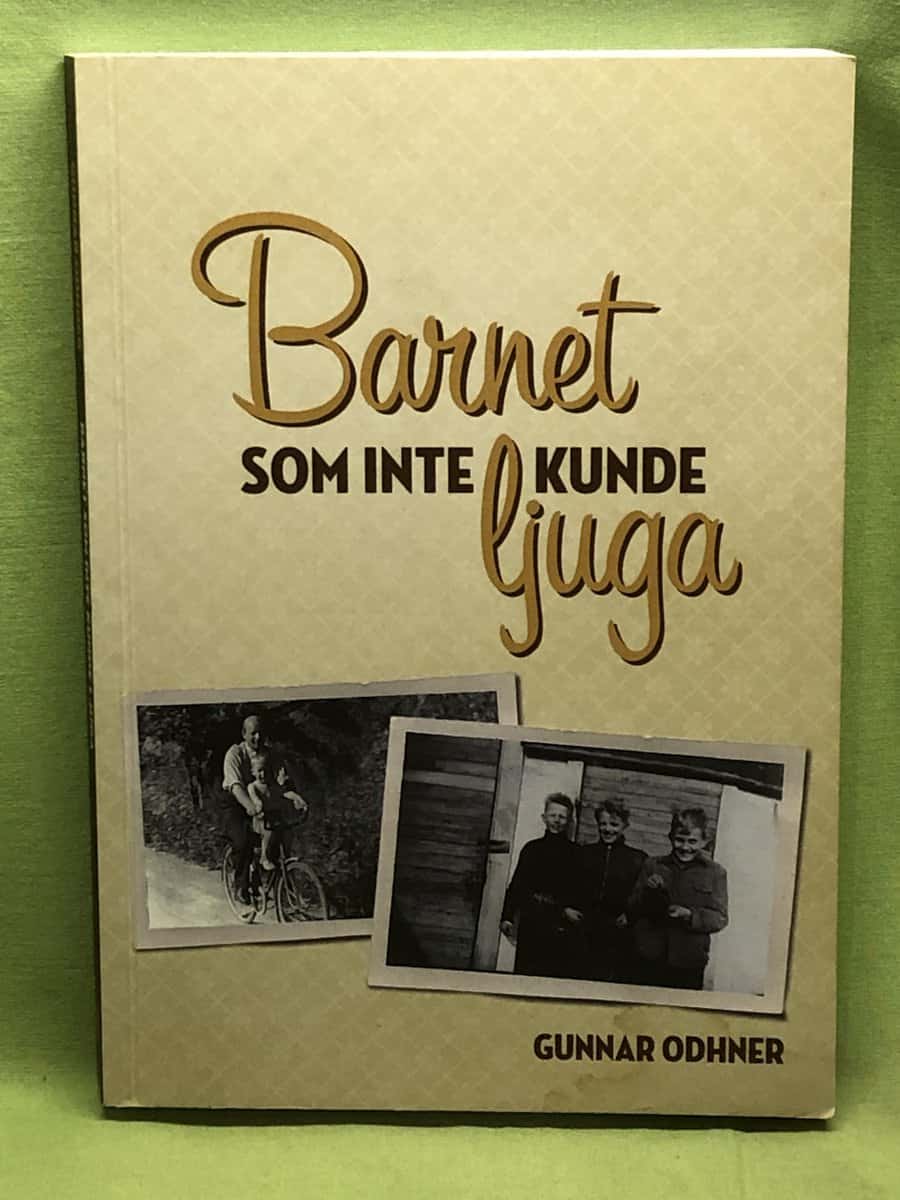 Barnet
SOM INTE KUNDE
ljuga
GUNNAR ODHNER